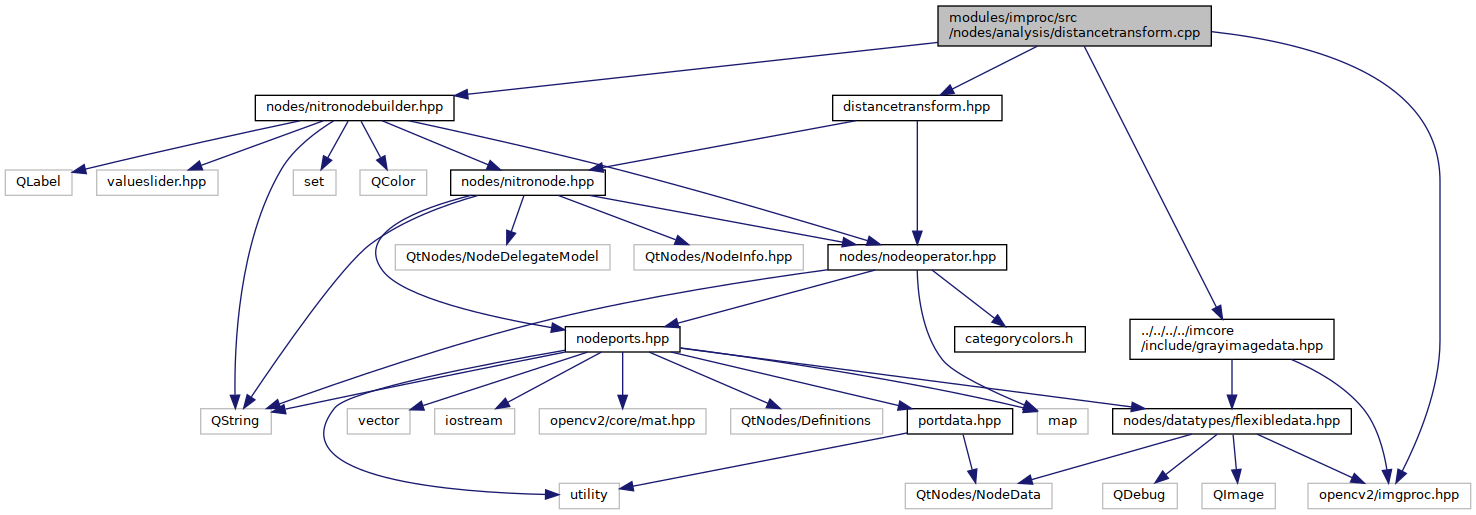 modules/improc/src
/nodes/analysis/distancetransform.cpp
nodes/nitronodebuilder.hpp
distancetransform.hpp
QLabel
valueslider.hpp
set
QColor
nodes/nitronode.hpp
QtNodes/NodeDelegateModel
QtNodes/NodeInfo.hpp
nodes/nodeoperator.hpp
nodeports.hpp
categorycolors.h
../../../../imcore
/include/grayimagedata.hpp
QString
vector
iostream
opencv2/core/mat.hpp
QtNodes/Definitions
portdata.hpp
map
nodes/datatypes/flexibledata.hpp
utility
QtNodes/NodeData
QDebug
QImage
opencv2/imgproc.hpp